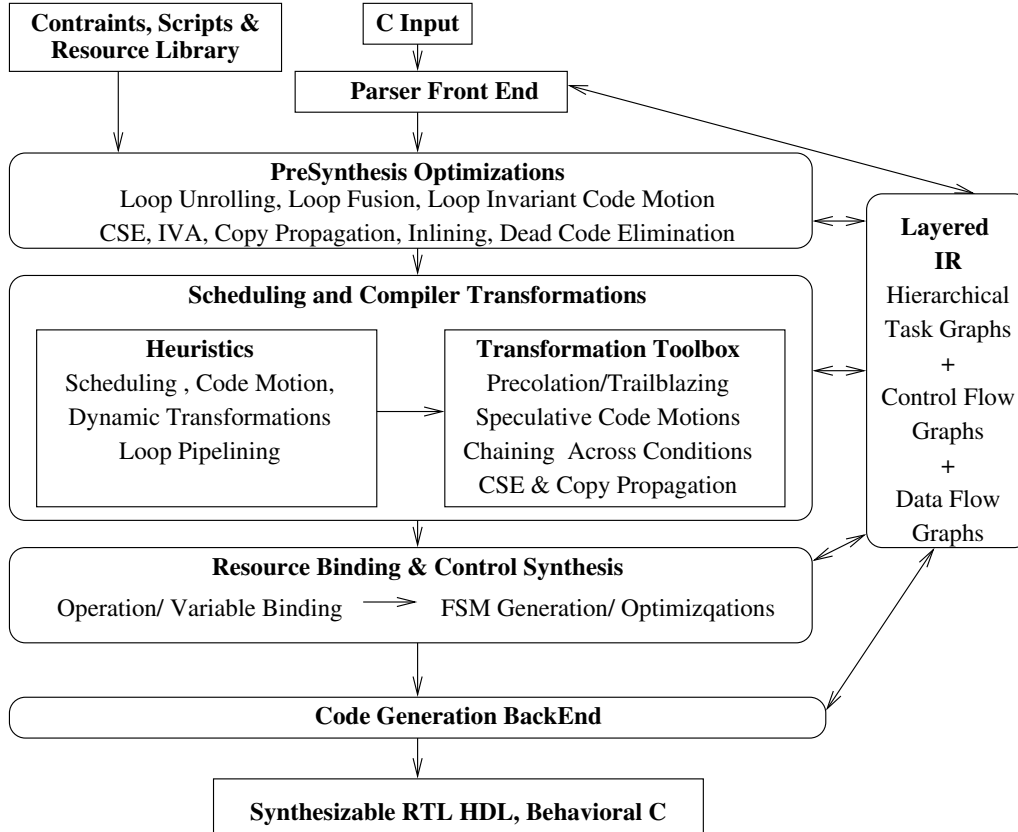 Contraints, Scripts &
Resource Library
C Input
Parser Front End
PreSynthesis Optimizations
Loop Unrolling, Loop Fusion, Loop Invariant Code Motion
CSE, IVA, Copy Propagation, Inlining, Dead Code Elimination
Scheduling and Compiler Transformations
Heuristics
Scheduling , Code Motion,
Dynamic Transformations
Loop Pipelining
Transformation Toolbox
Precolation/Trailblazing
Speculative Code Motions
Chaining Across Conditions
CSE & Copy Propagation
Resource Binding & Control Synthesis
Operation/ Variable Binding
FSM Generation/ Optimizqations
Code Generation BackEnd
Synthesizable RTL HDL, Behavioral C
Layered
IR
Hierarchical
Task Graphs
+
Control Flow
Graphs
+
Data Flow
Graphs